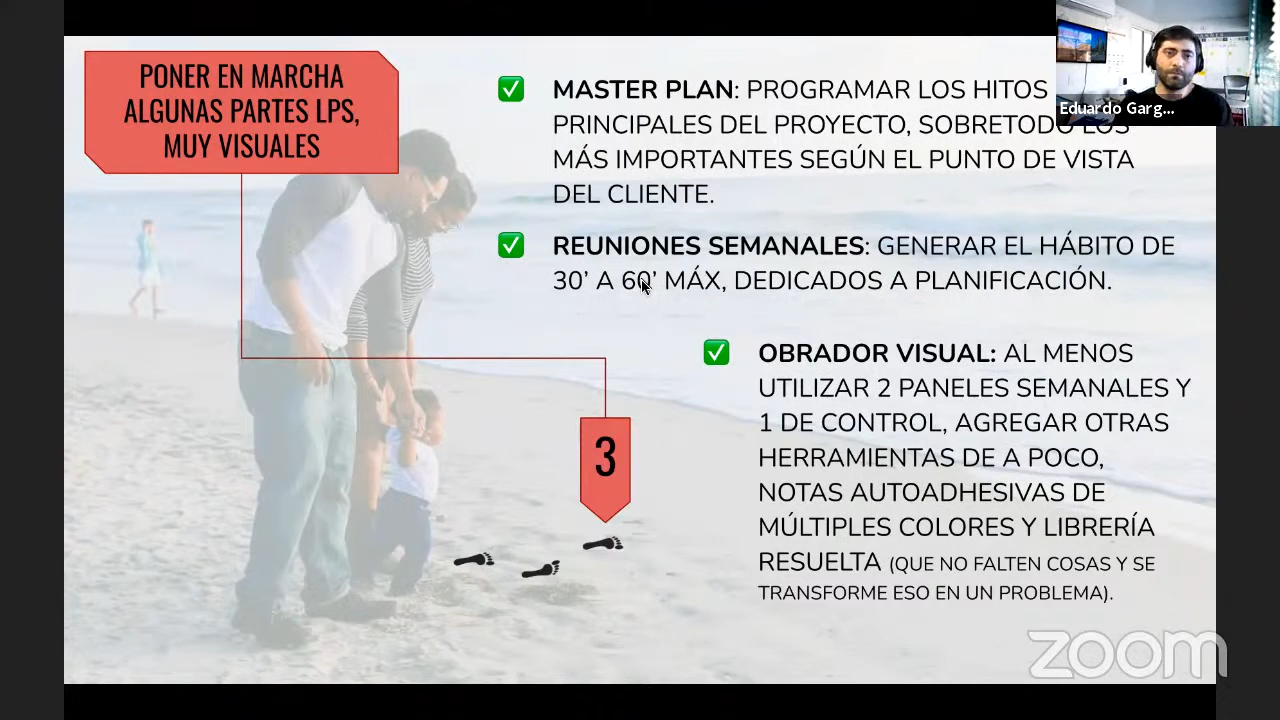 PONER EN MARCHA
ALGUNAS PARTES LPS,
MUY VISUALES
MASTER PLAN: PROGRAMAR LOS HITOS
PRINCIPALES DEL PROYECTO, SOBRETODO LOS
MÁS IMPORTANTES SEGÚN EL PUNTO DE VISTA
DEL CLIENTE.
REUNIONES SEMANALES: GENERAR EL HÁBITO DE
30’ A 60’ MÁX, DEDICADOS A PLANIFICACIÓN.
OBRADOR VISUAL: AL MENOS
UTILIZAR 2 PANELES SEMANALES Y
1 DE CONTROL, AGREGAR OTRAS
HERRAMIENTAS DE A POCO,
NOTAS AUTOADHESIVAS DE
MÚLTIPLES COLORES Y LIBRERÍA
RESUELTA (QUE NO FALTEN COSAS Y SE
TRANSFORME ESO EN UN PROBLEMA).
3
Eduardo Garg...
zoom